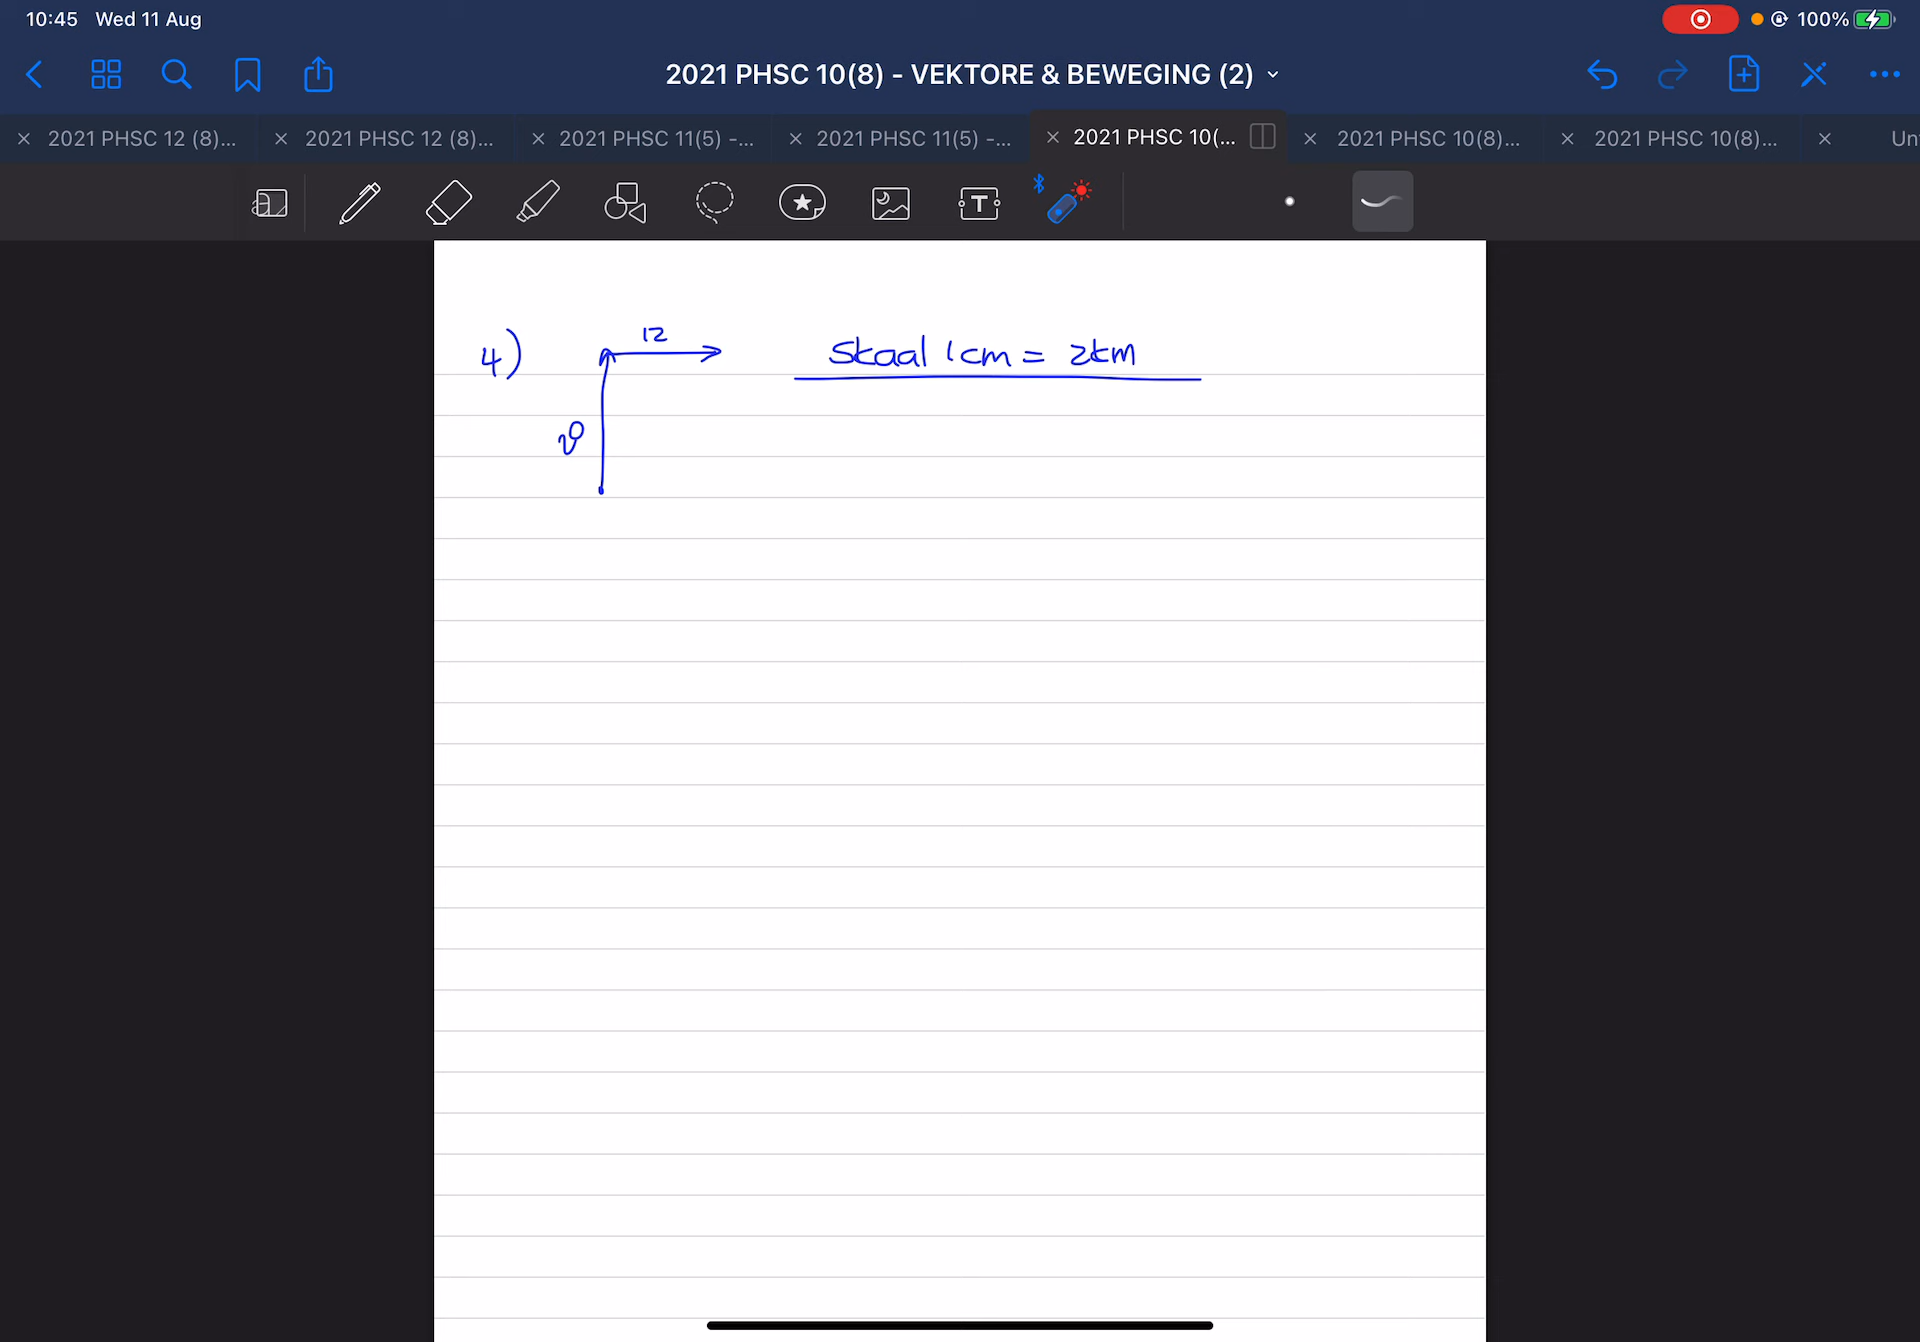 10:45 Wed 11 Aug 100%
2021 PHSC 10(8) - VEKTORE & BEWEGING (2)
2021 PHSC 12 (8)... 2021 PHSC 12 (8)... 2021 PHSC 11(5) -... 2021 PHSC 11(5) -... 2021 PHSC 10(... 2021 PHSC 10(8)... 2021 PHSC 10(8)... Un
T
4) 12 Skaal 1cm = 2km